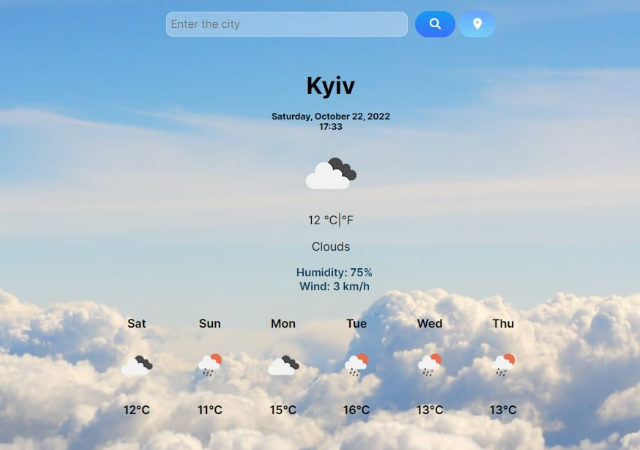 Enter the city
Kyiv
Saturday, October 22, 2022
17:33
12 °C|°F
Clouds
Humidity: 75%
Wind: 3 km/h
Sat Sun Mon Tue Wed Thu
12°C 11°C 15°C 16°C 13°C 13°C